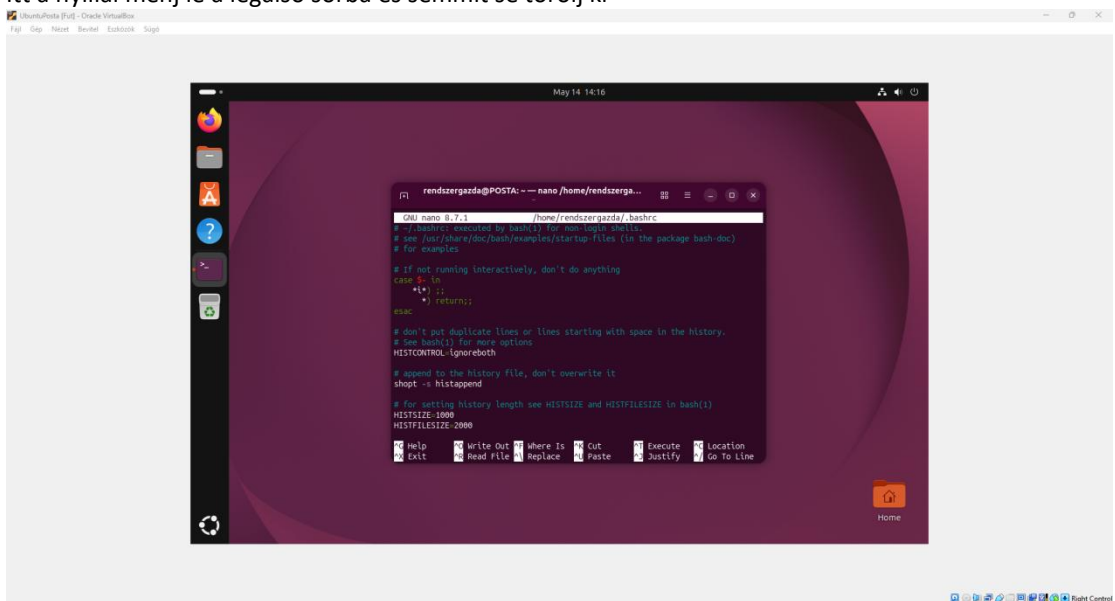 Itt a nyíllal menj le a legalsó sorba és semmit se törölj ki
UbuntuPosta [Fut] - Oracle VirtualBox
Fájl Gép Nézet Bevitel Eszközök Súgó
May 14 14:16
rendszergazda@POSTA: ~ — nano /home/rendszerga...
GNU nano 8.7.1 /home/rendszergazda/.bashrc
# ~/.bashrc: executed by bash(1) for non-login shells.
# see /usr/share/doc/bash/examples/startup-files (in the package bash-doc)
# for examples
# If not running interactively, don't do anything
case $- in
*i*) ;;
*) return;;
esac
# don't put duplicate lines or lines starting with space in the history.
# See bash(1) for more options
HISTCONTROL=ignoreboth
# append to the history file, don't overwrite it
shopt -s histappend
# for setting history length see HISTSIZE and HISTFILESIZE in bash(1)
HISTSIZE=1000
HISTFILESIZE=2000
^G Help ^O Write Out ^F Where Is ^K Cut ^T Execute ^C Location
^X Exit ^R Read File ^\ Replace ^U Paste ^J Justify ^/ Go To Line
Home
Right Control